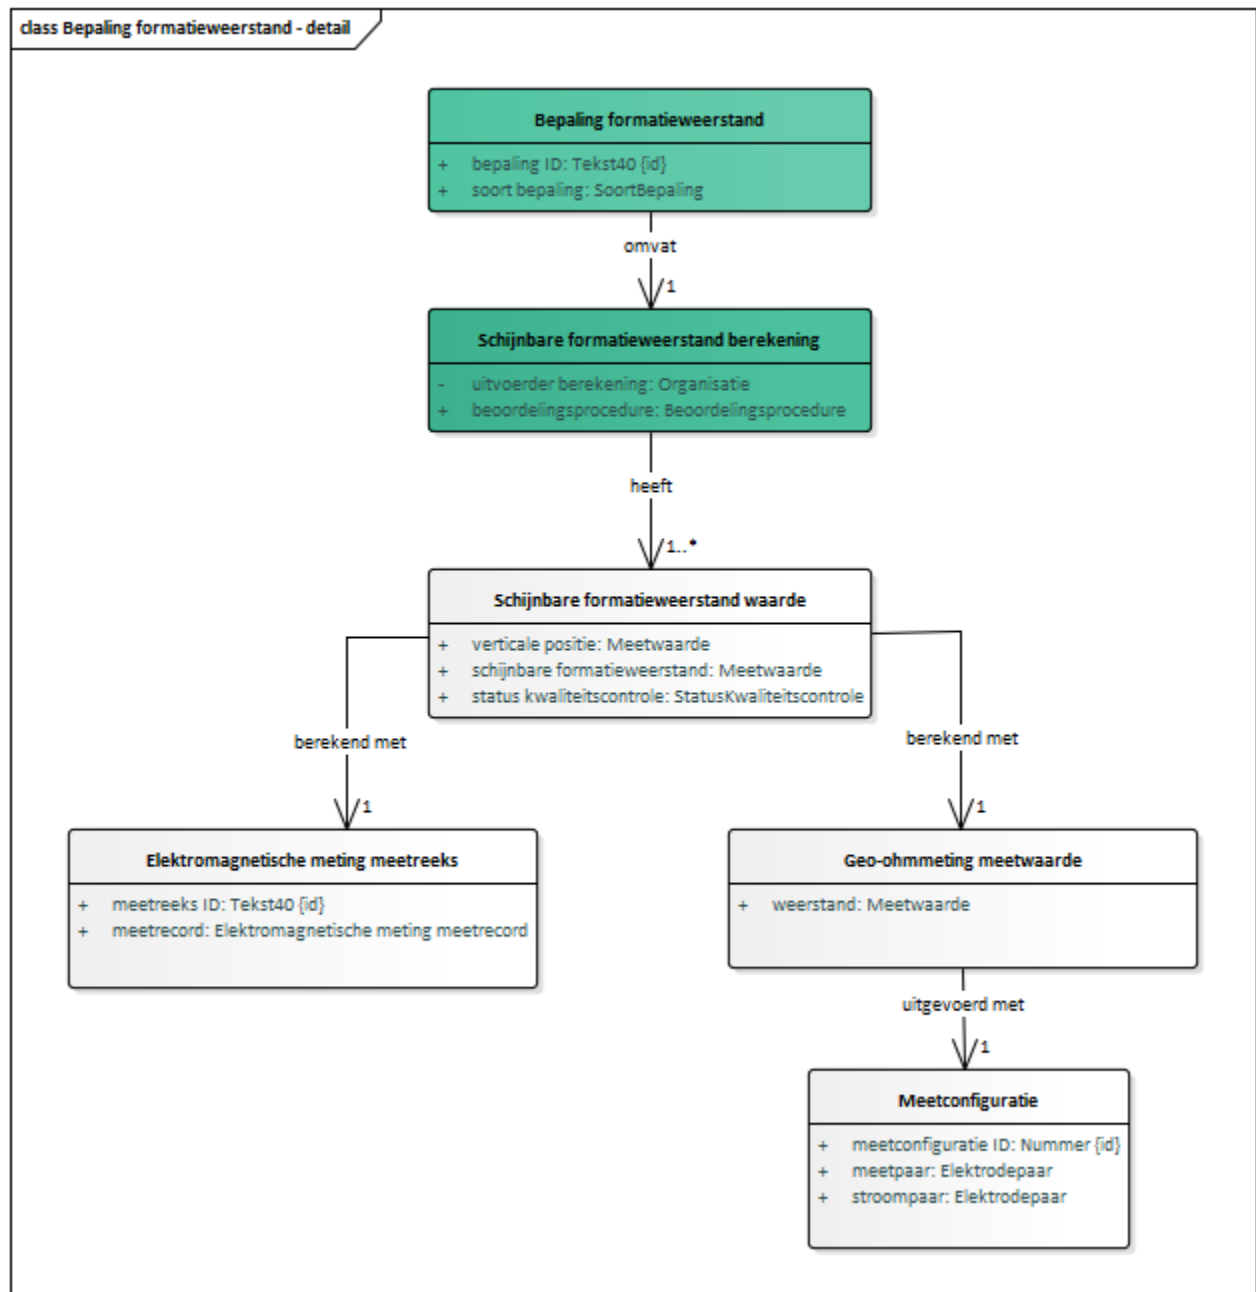 class Bepaling formatieweerstand - detail
Bepaling formatieweerstand
+ bepaling ID: Tekst40 {id}
+ soort bepaling: SoortBepaling
omvat
1
Schijnbare formatieweerstand berekening
- uitvoerder berekening: Organisatie
+ beoordelingsprocedure: Beoordelingsprocedure
heeft
1..*
Schijnbare formatieweerstand waarde
+ verticale positie: Meetwaarde
+ schijnbare formatieweerstand: Meetwaarde
+ status kwaliteitscontrole: StatusKwaliteitscontrole
berekend met
1
berekend met
1
Elektromagnetische meting meetreeks
+ meetreeks ID: Tekst40 {id}
+ meetrecord: Elektromagnetische meting meetrecord
Geo-ohmmeting meetwaarde
+ weerstand: Meetwaarde
uitgevoerd met
1
Meetconfiguratie
+ meetconfiguratie ID: Nummer {id}
+ meetpaar: Elektrodepaar
+ stroompaar: Elektrodepaar